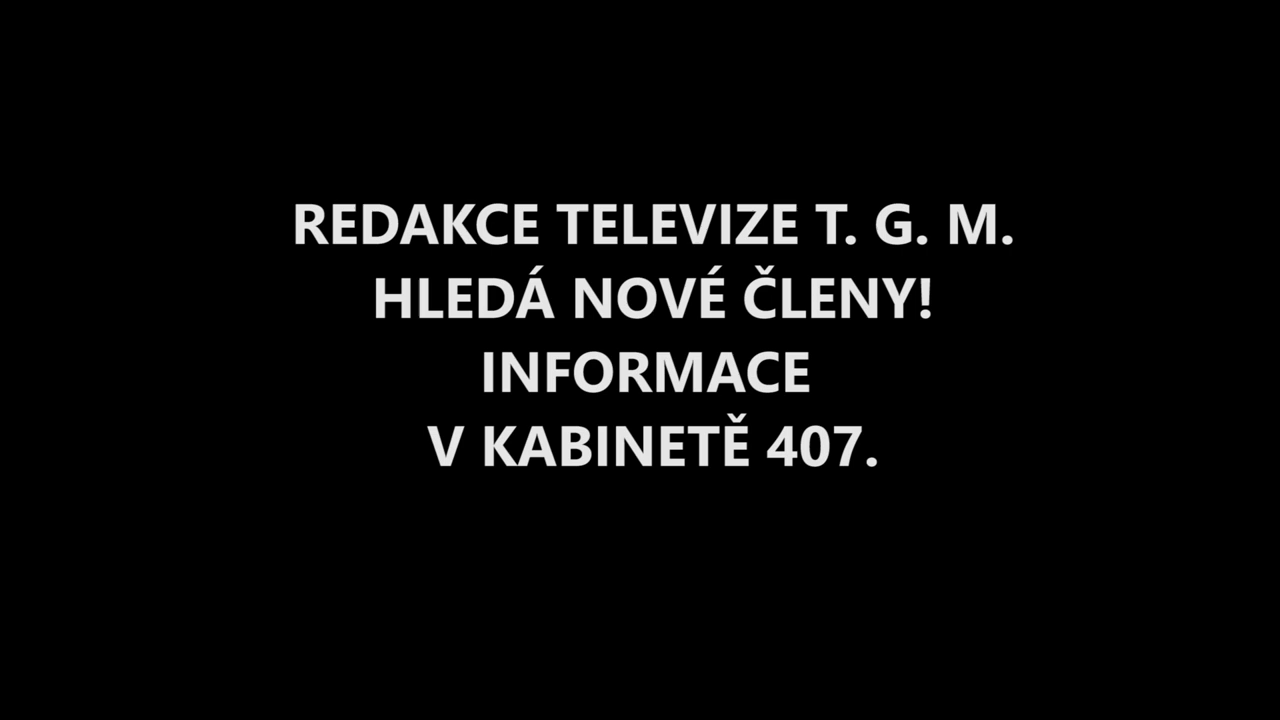 REDAKCE TELEVIZE T. G. M.
HLEDÁ NOVÉ ČLENY!
INFORMACE
V KABINETĚ 407.